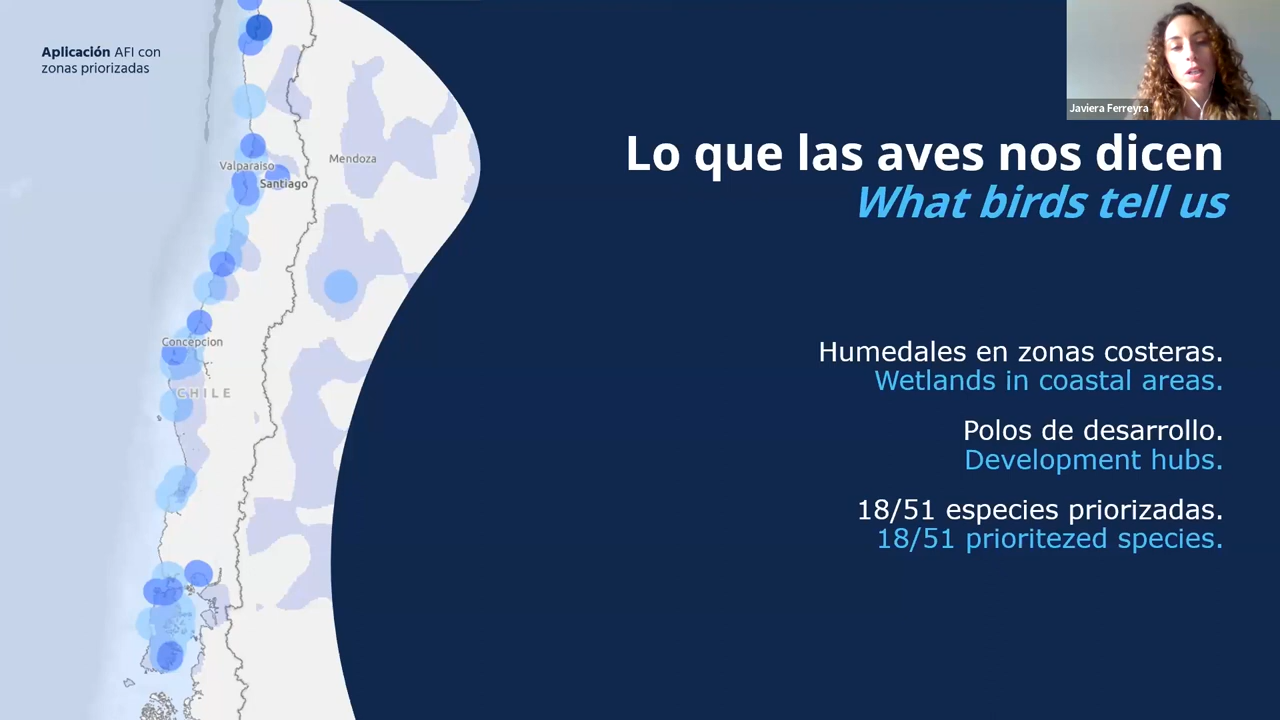 Aplicación AFI con
zonas priorizadas
Javiera Ferreyra
Lo que las aves nos dicen
What birds tell us
Valparaíso
Mendoza
Santiago
Concepcion
CHILE
Humedales en zonas costeras.
Wetlands in coastal areas.
Polos de desarrollo.
Development hubs.
18/51 especies priorizadas.
18/51 prioritezed species.